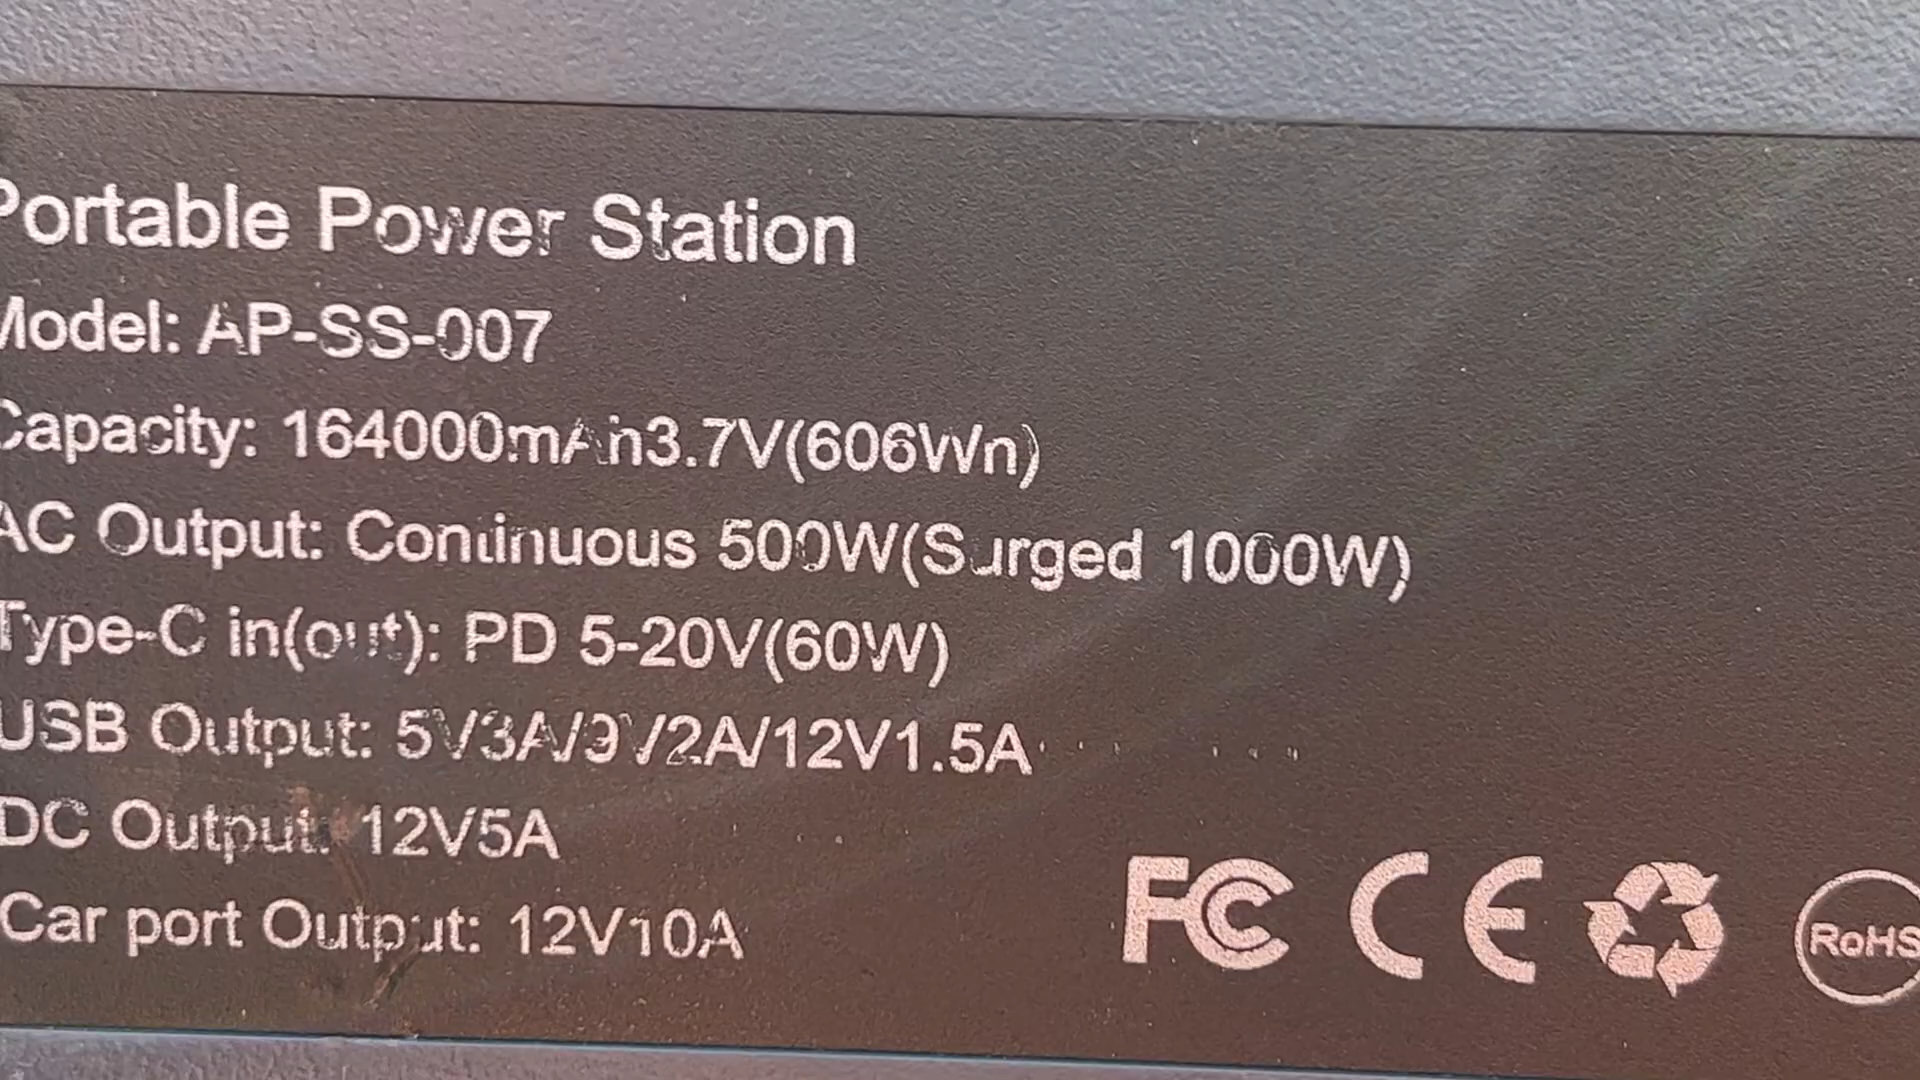 Portable Power Station
Model: AP-SS-007
Capacity: 164000mAh3.7V(606Wh)
AC Output: Continuous 500W(Surged 1000W)
Type-C in(out): PD 5-20V(60W)
USB Output: 5V3A/9V2A/12V1.5A
DC Output: 12V5A
Car port Output: 12V10A
FC CE RoHS